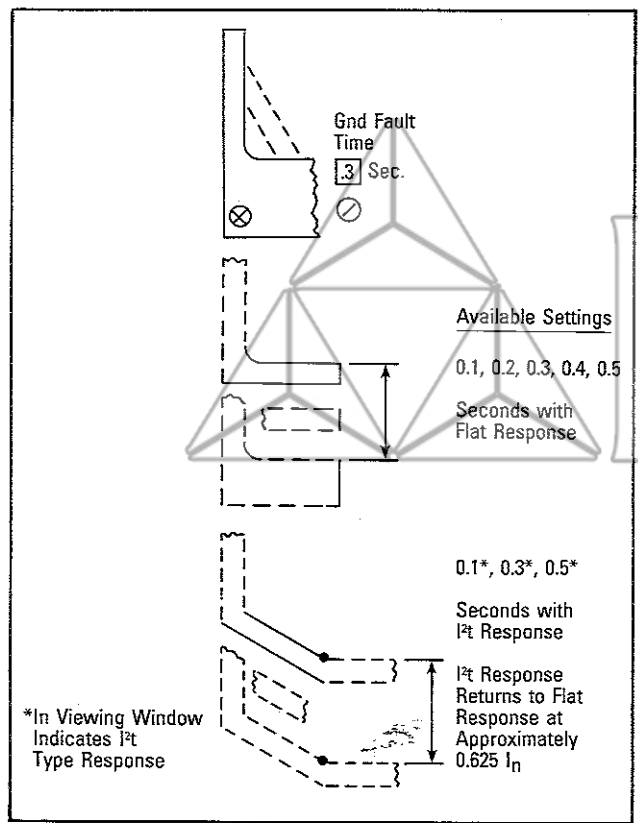 Gnd Fault
Time
.3 Sec.
Available Settings
0.1, 0.2, 0.3, 0.4, 0.5
Seconds with
Flat Response
0.1*, 0.3*, 0.5*
Seconds with
I²t Response
I²t Response
Returns to Flat
Response at
Approximately
0.625 Iₙ
*In Viewing Window
Indicates I²t
Type Response